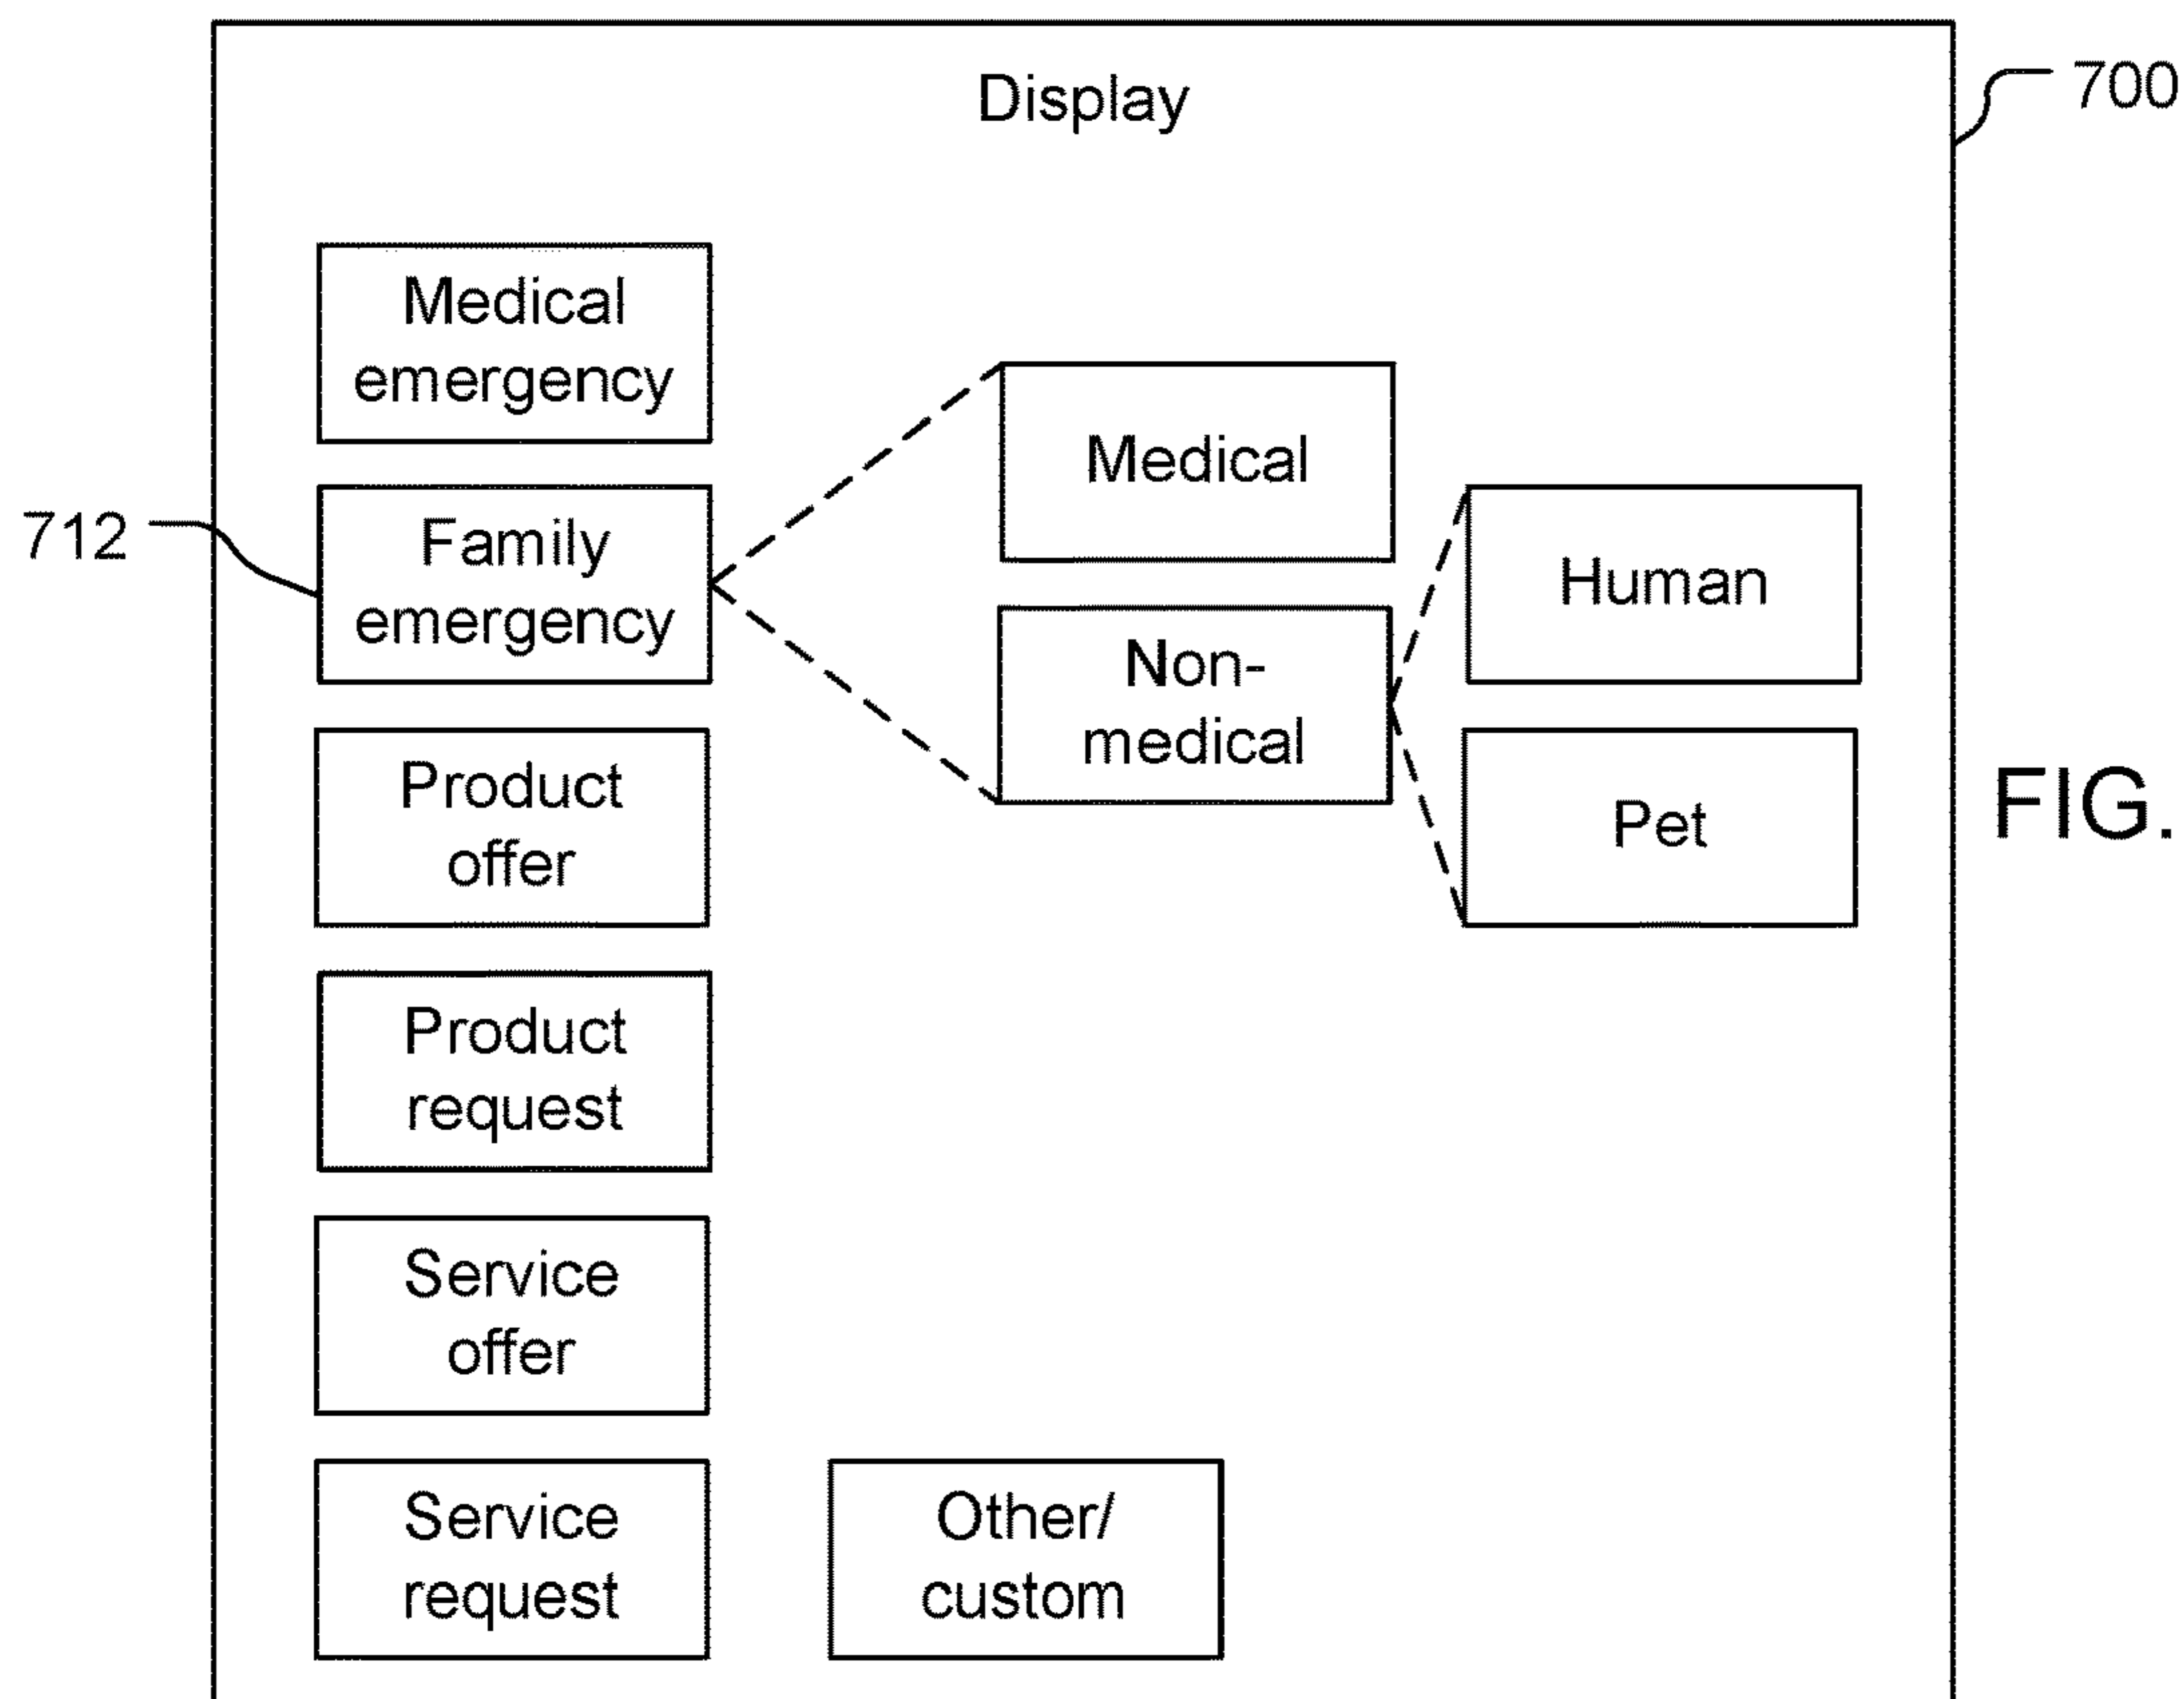 Display
700
Medical
emergency
Medical
712
Family
emergency
Human
Non-
medical
Product
offer
Pet
FIG.
Product
request
Service
offer
Service
request
Other/
custom